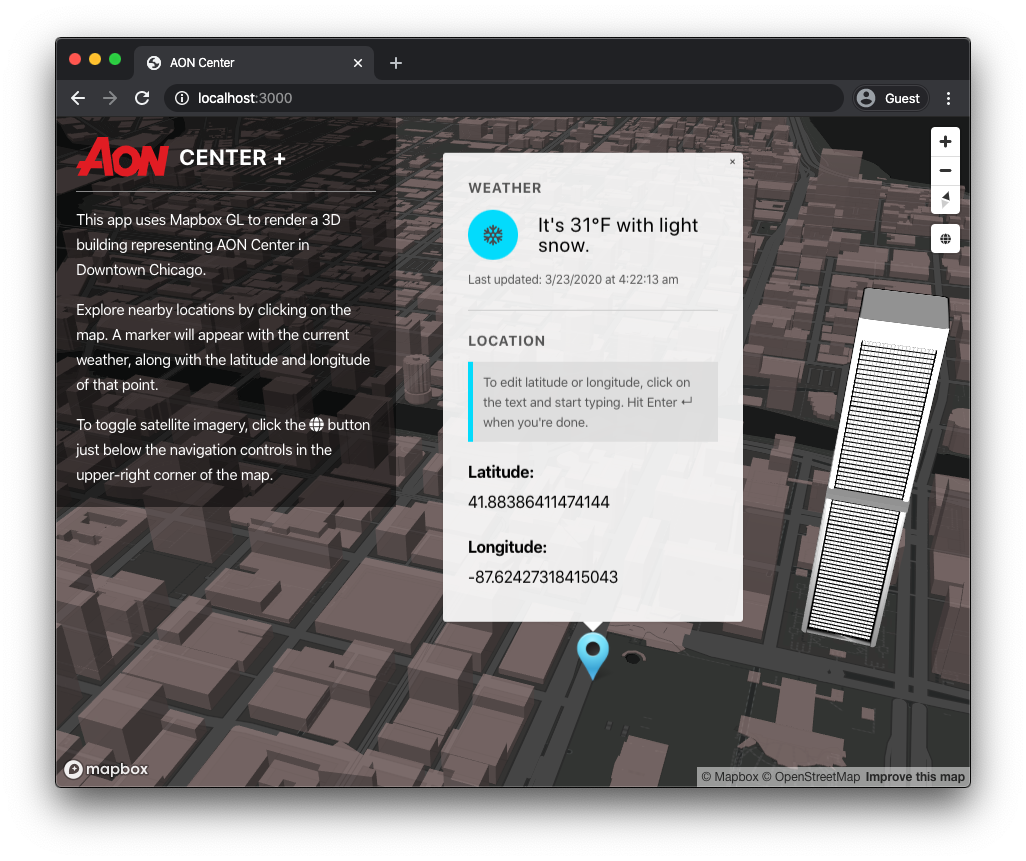 AON Center
localhost:3000
Guest
AON CENTER +
This app uses Mapbox GL to render a 3D
building representing AON Center in
Downtown Chicago.
Explore nearby locations by clicking on the
map. A marker will appear with the current
weather, along with the latitude and longitude
of that point.
To toggle satellite imagery, click the button
just below the navigation controls in the
upper-right corner of the map.
WEATHER
It's 31°F with light
snow.
Last updated: 3/23/2020 at 4:22:13 am
LOCATION
To edit latitude or longitude, click on
the text and start typing. Hit Enter ↵
when you're done.
Latitude:
41.88386411474144
Longitude:
-87.62427318415043
mapbox
© Mapbox © OpenStreetMap Improve this map